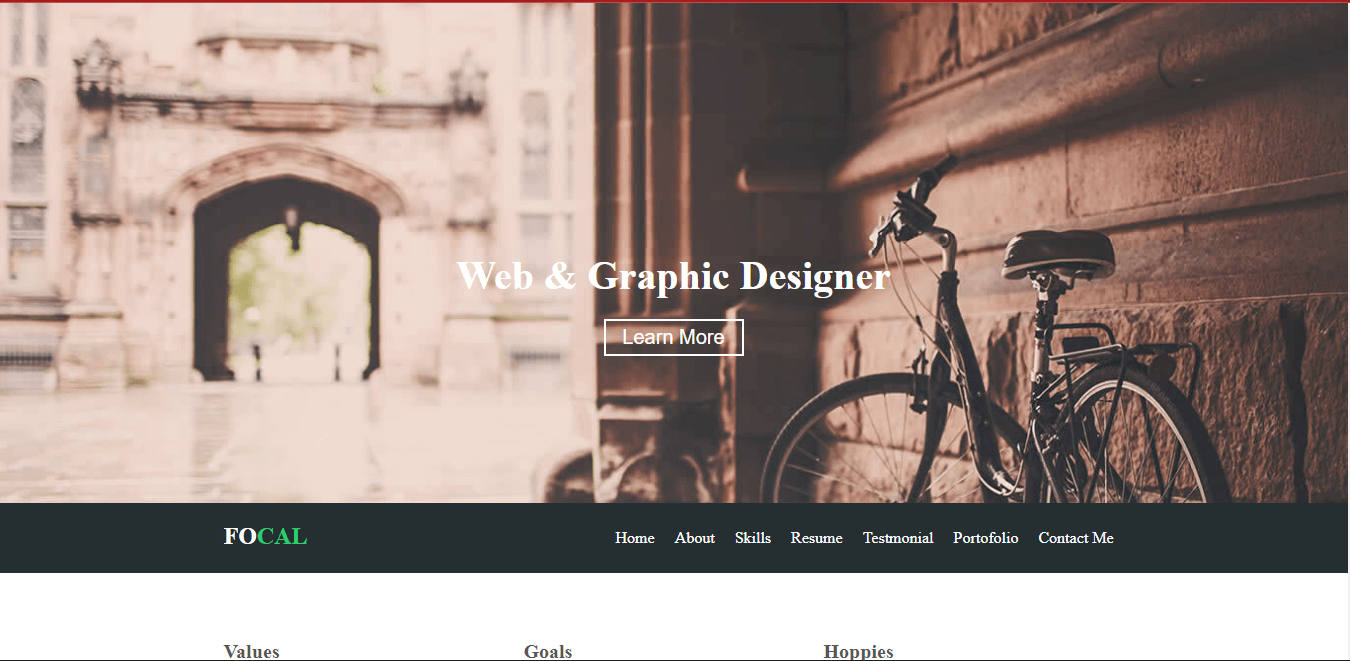 Web & Graphic Designer
Learn More
FOCAL
Home About Skills Resume Testmonial Portofolio Contact Me
Values Goals Hoppies